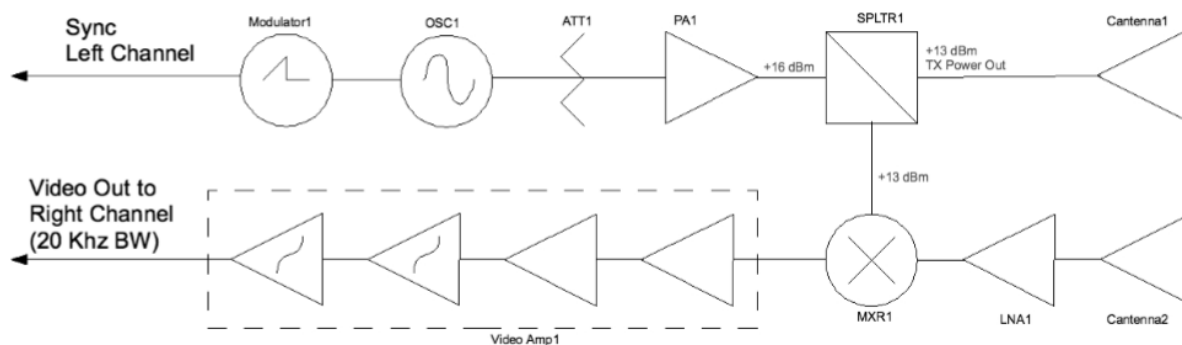 Sync
Left Channel
Modulator1
OSC1
ATT1
PA1
SPLTR1
Cantenna1
+16 dBm
+13 dBm
TX Power Out
+13 dBm
Video Out to
Right Channel
(20 Khz BW)
Video Amp1
MXR1
LNA1
Cantenna2